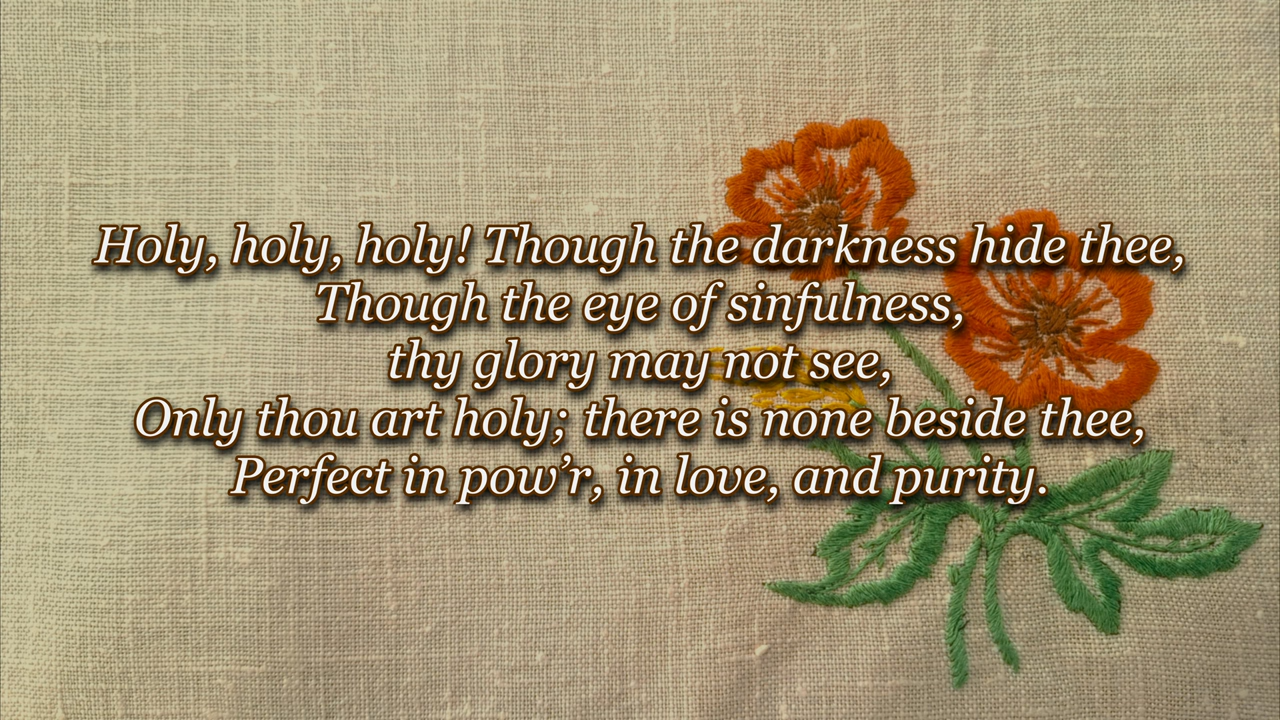 Holy, holy, holy! Though the darkness hide thee,
Though the eye of sinfulness,
thy glory may not see,
Only thou art holy; there is none beside thee,
Perfect in pow’r, in love, and purity.